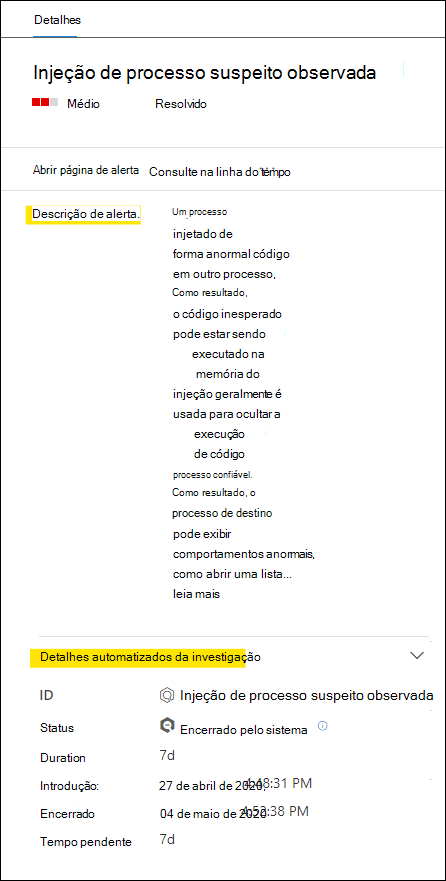 Detalhes
Injeção de processo suspeito observada
Médio Resolvido
Abrir página de alerta Consulte na linha do tempo
Descrição de alerta. Um processo
injetado de
forma anormal código
em outro processo,
Como resultado,
o código inesperado
pode estar sendo
executado na
memória do
injeção geralmente é
usada para ocultar a
execução
de código
processo confiável.
Como resultado, o
processo de destino
pode exibir
comportamentos anormais,
como abrir uma lista...
leia mais
Detalhes automatizados da investigação
ID Injeção de processo suspeito observada
Status Encerrado pelo sistema
Duration 7d
Introdução: 27 de abril de 2020, 4:48:31 PM
Encerrado 04 de maio de 2020 4:53:38 PM
Tempo pendente 7d